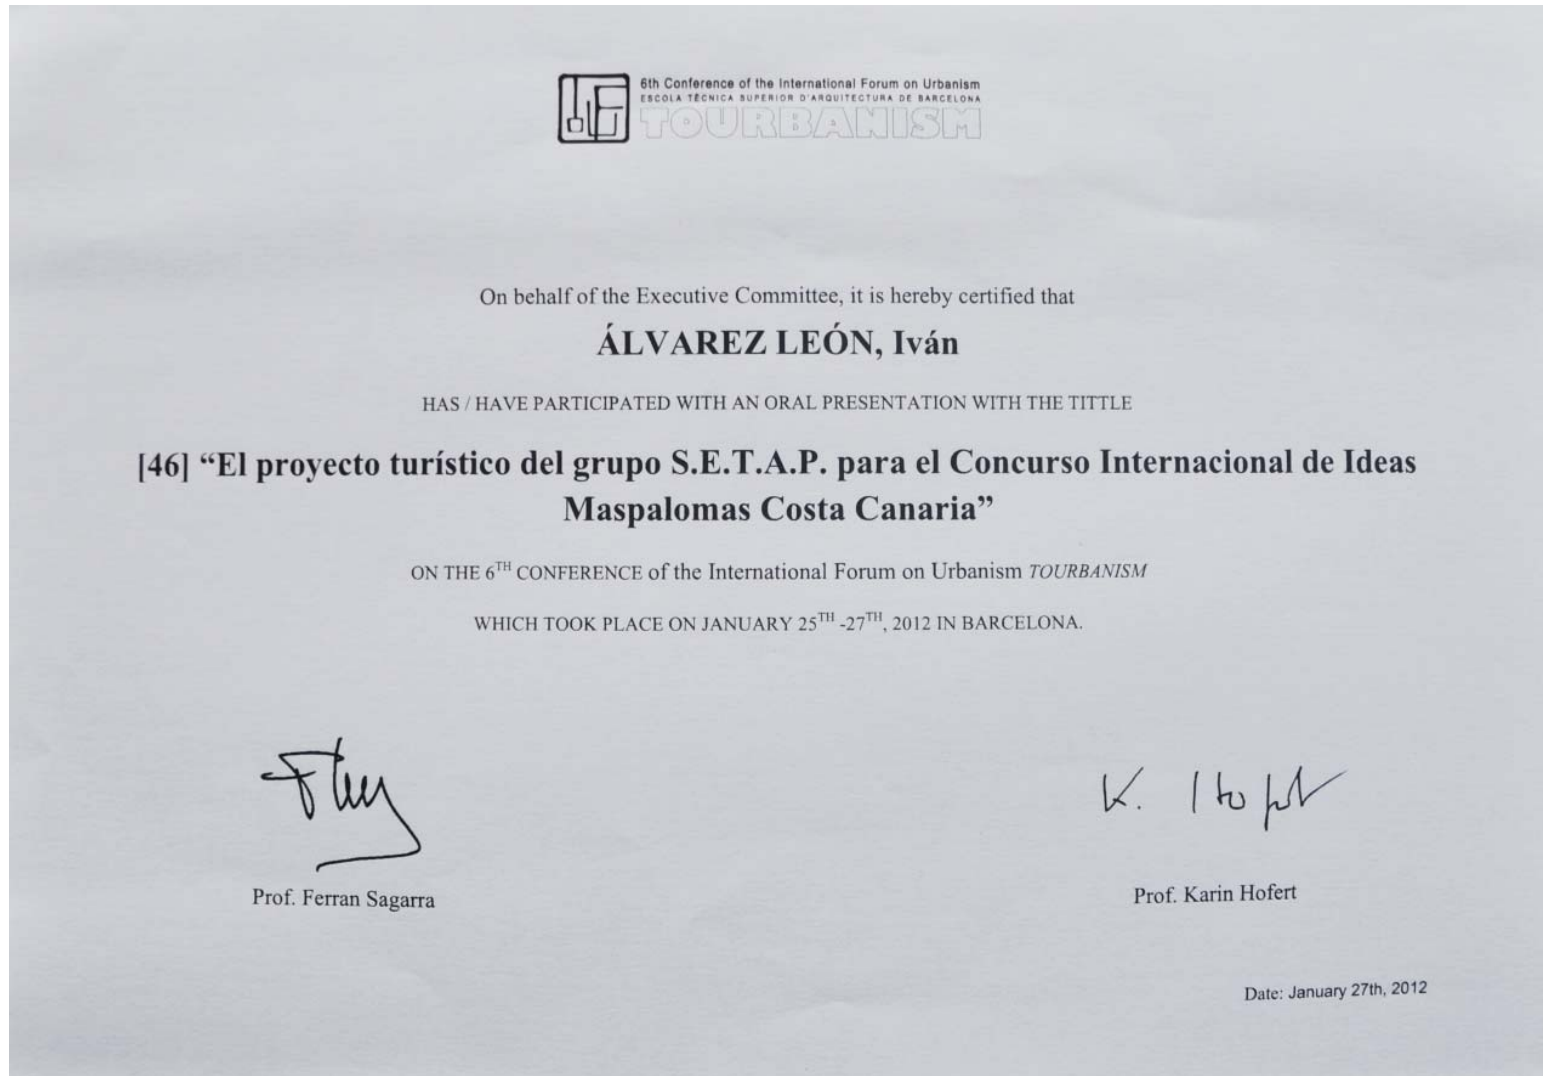 6th Conference of the International Forum on Urbanism
ESCOLA TÈCNICA SUPERIOR D'ARQUITECTURA DE BARCELONA
TOURBANISM
On behalf of the Executive Committee, it is hereby certified that
ÁLVAREZ LEÓN, Iván
HAS / HAVE PARTICIPATED WITH AN ORAL PRESENTATION WITH THE TITTLE
[46] “El proyecto turístico del grupo S.E.T.A.P. para el Concurso Internacional de Ideas
Maspalomas Costa Canaria”
ON THE 6TH CONFERENCE of the International Forum on Urbanism TOURBANISM
WHICH TOOK PLACE ON JANUARY 25TH -27TH, 2012 IN BARCELONA.
K. Hofert
Prof. Ferran Sagarra
Prof. Karin Hofert
Date: January 27th, 2012